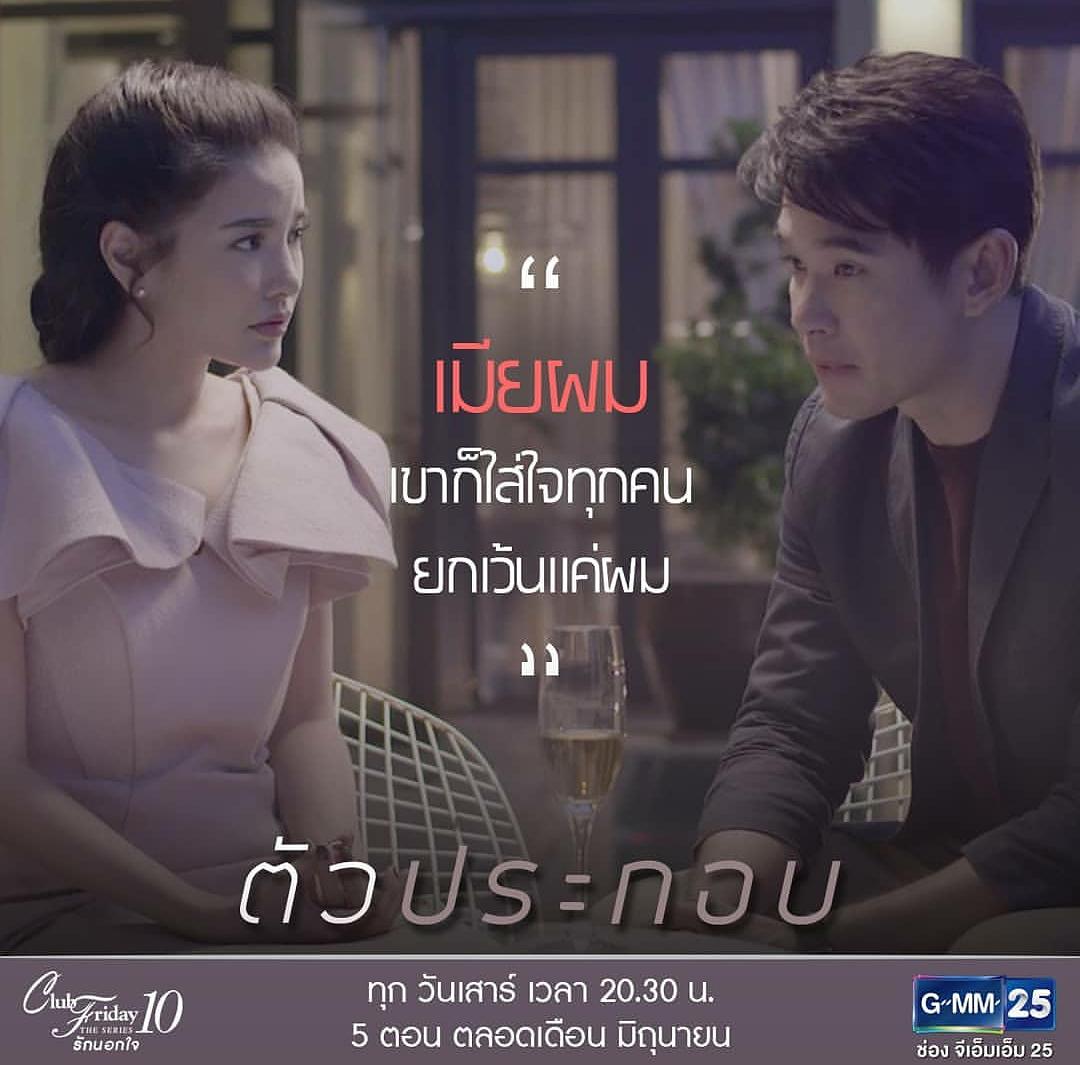 “
เมียผม
เขาก็ใส่ใจทุกคน
ยกเว้นแค่ผม
”
ตัวประกอบ
Club
Friday 10
THE SERIES
รักนอกใจ
ทุก วันเสาร์ เวลา 20.30 น.
5 ตอน ตลอดเดือน มิถุนายน
G-MM 25
ช่อง จีเอ็มเอ็ม 25